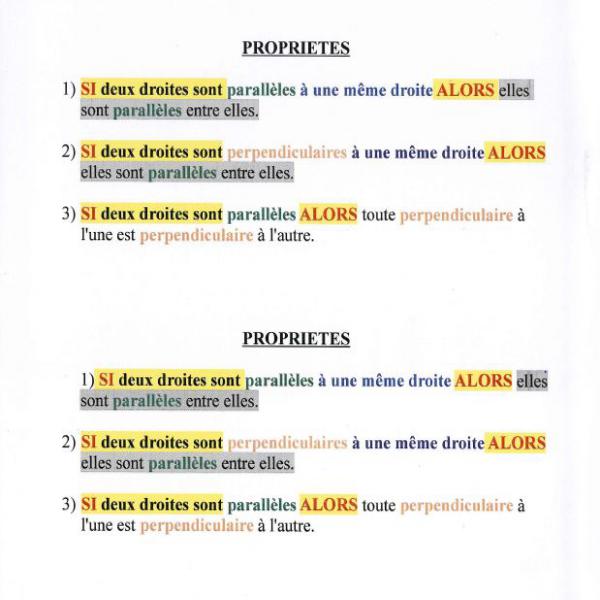 PROPRIETES
1) SI deux droites sont parallèles à une même droite ALORS elles
sont parallèles entre elles.
2) SI deux droites sont perpendiculaires à une même droite ALORS
elles sont parallèles entre elles.
3) SI deux droites sont parallèles ALORS toute perpendiculaire à
l'une est perpendiculaire à l'autre.
PROPRIETES
1) SI deux droites sont parallèles à une même droite ALORS elles
sont parallèles entre elles.
2) SI deux droites sont perpendiculaires à une même droite ALORS
elles sont parallèles entre elles.
3) SI deux droites sont parallèles ALORS toute perpendiculaire à
l'une est perpendiculaire à l'autre.